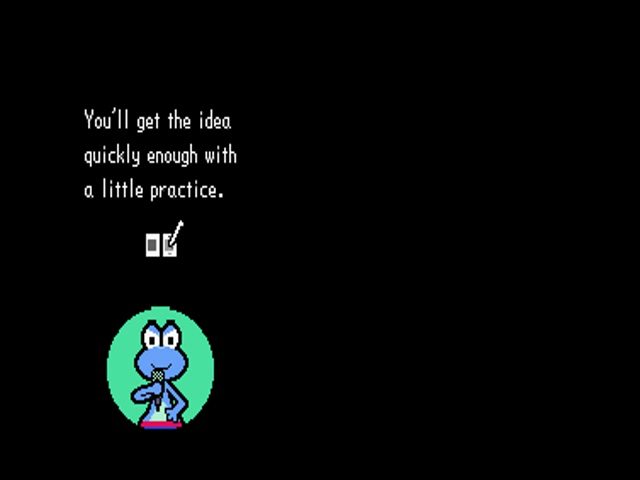 You'll get the idea
quickly enough with
a little practice.